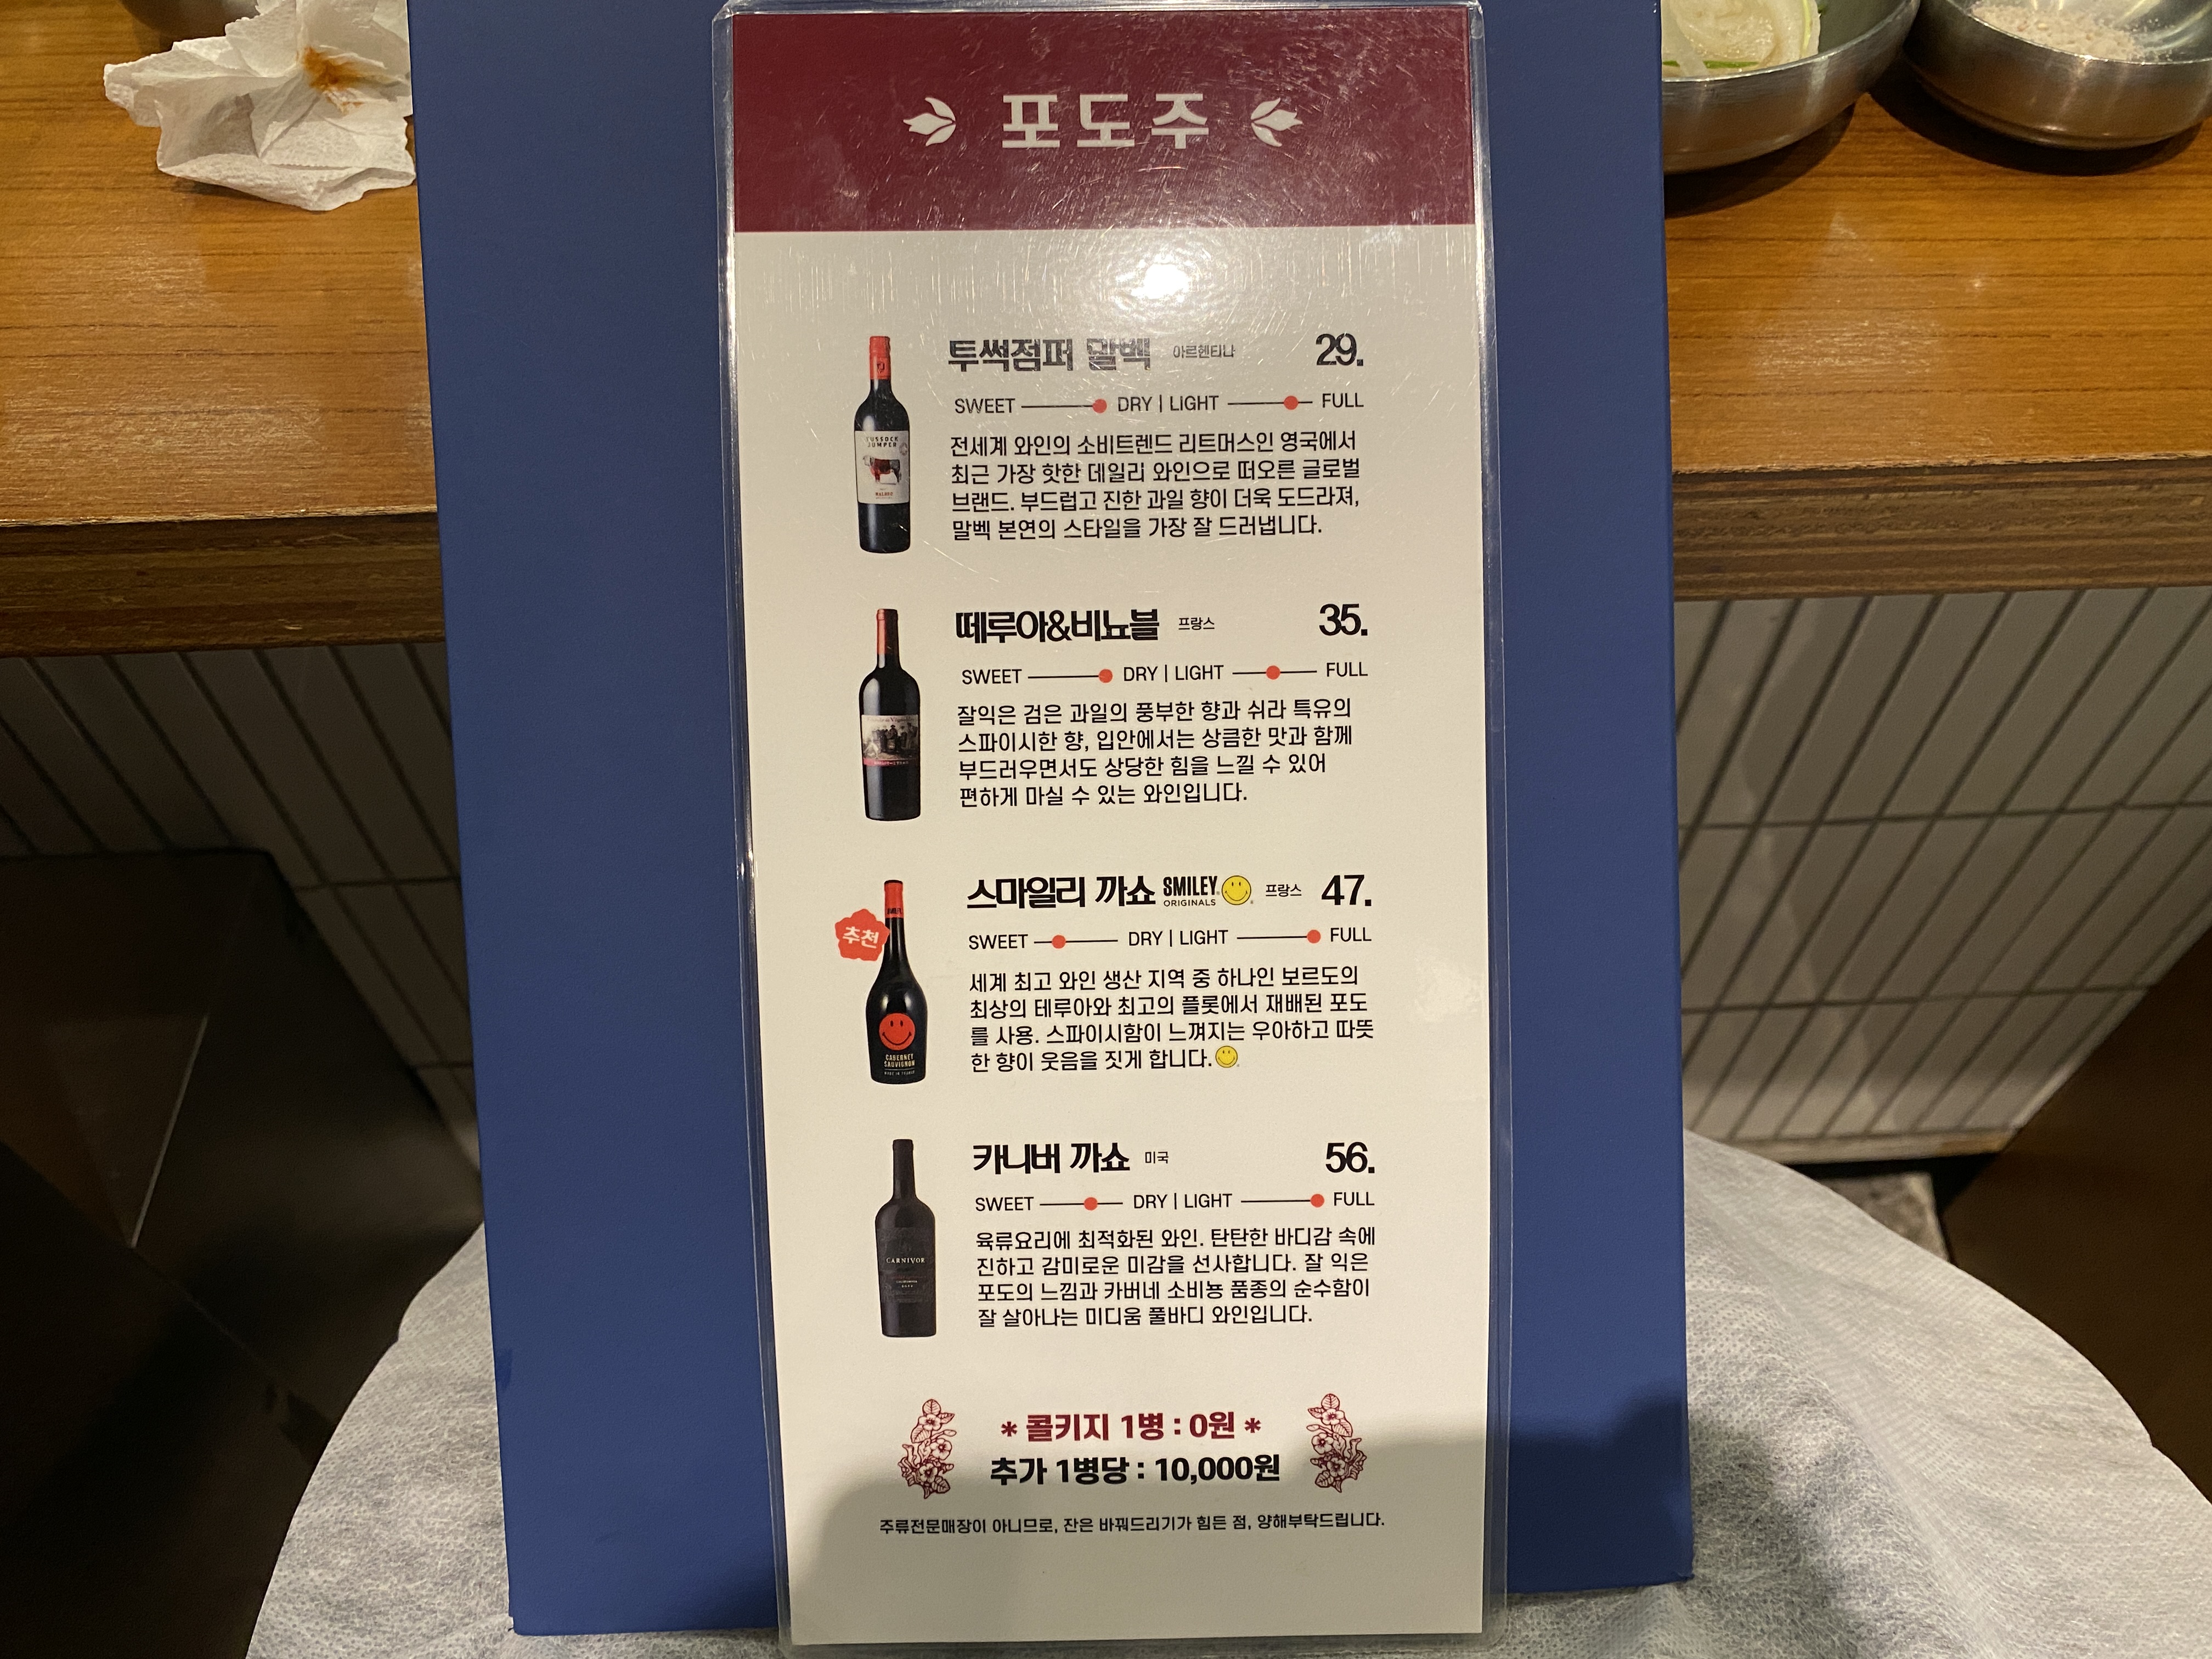 포도주
투썩점퍼 말벡 아르헨티나 29.
SWEET DRY | LIGHT FULL
전세계 와인의 소비트렌드 리트머스인 영국에서
최근 가장 핫한 데일리 와인으로 떠오른 글로벌
브랜드. 부드럽고 진한 과일 향이 더욱 도드라져,
말벡 본연의 스타일을 가장 잘 드러냅니다.
TUSSOCK
JUMPER
MALBEC
떼루아&비뇨블 프랑스 35.
SWEET DRY | LIGHT FULL
잘익은 검은 과일의 풍부한 향과 쉬라 특유의
스파이시한 향, 입안에서는 상큼한 맛과 함께
부드러우면서도 상당한 힘을 느낄 수 있어
편하게 마실 수 있는 와인입니다.
스마일리 까쇼 SMILEY ORIGINALS 프랑스 47.
추천
SWEET DRY | LIGHT FULL
세계 최고 와인 생산 지역 중 하나인 보르도의
최상의 테루아와 최고의 플롯에서 재배된 포도
를 사용. 스파이시함이 느껴지는 우아하고 따뜻
한 향이 웃음을 짓게 합니다.
CABERNET
SAUVIGNON
MADE IN FRANCE
카니버 까쇼 미국 56.
SWEET DRY | LIGHT FULL
육류요리에 최적화된 와인. 탄탄한 바디감 속에
진하고 감미로운 미감을 선사합니다. 잘 익은
포도의 느낌과 카버네 소비뇽 품종의 순수함이
잘 살아나는 미디움 풀바디 와인입니다.
CARNIVOR
* 콜키지 1병 : 0원 *
추가 1병당 : 10,000원
주류전문매장이 아니므로, 잔은 바꿔드리기가 힘든 점, 양해부탁드립니다.